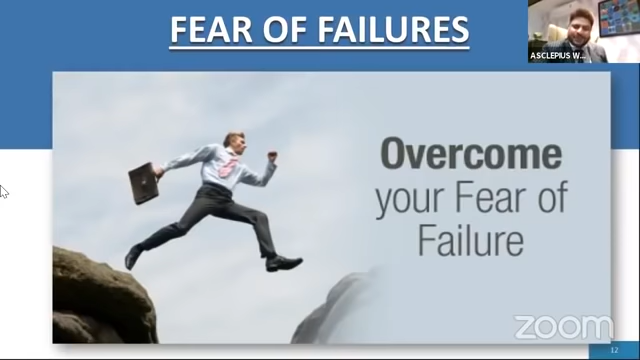 FEAR OF FAILURES
ASCLEPIUS W...
Overcome
your Fear of
Failure
zoom
12